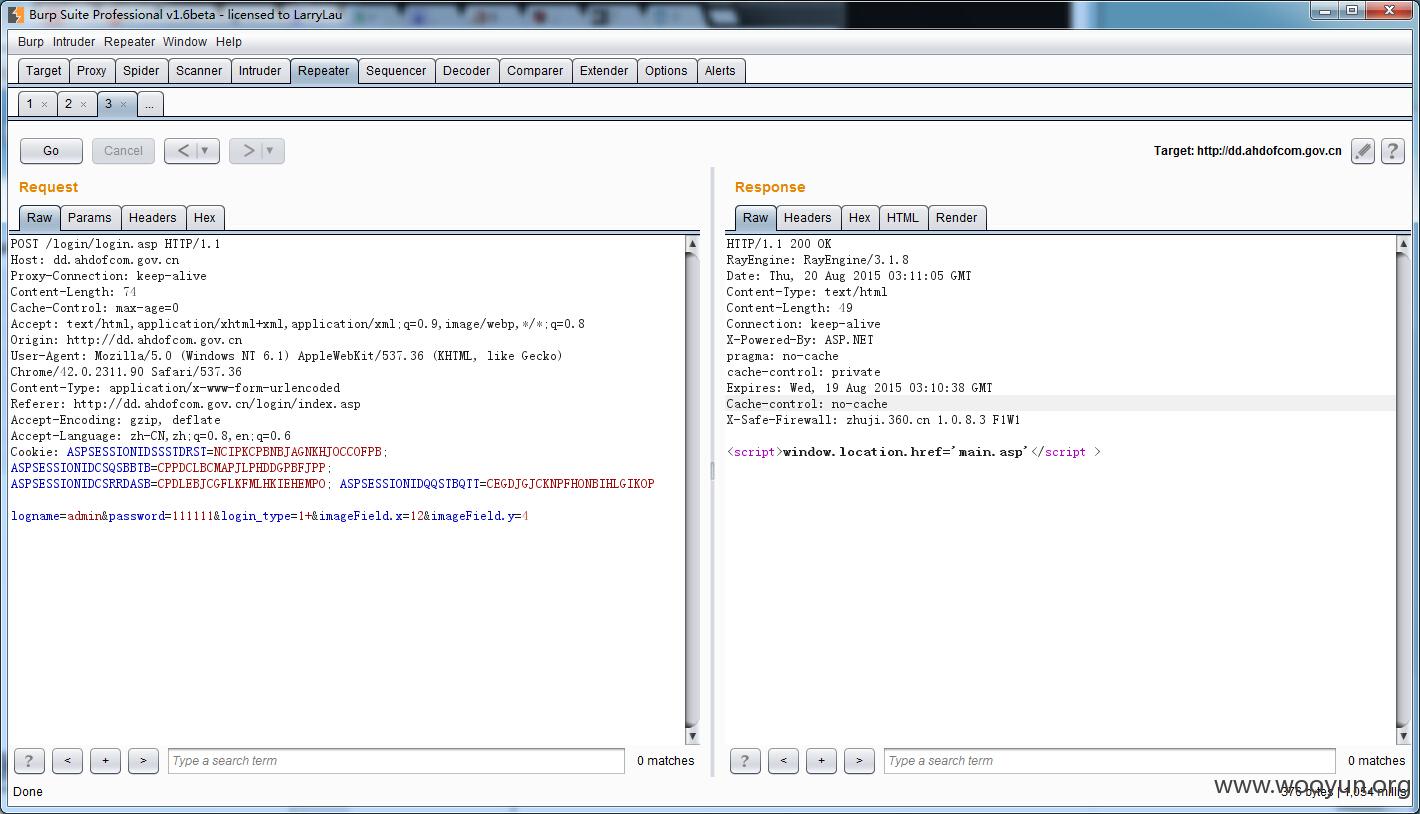 Burp Suite Professional v1.6beta - licensed to LarryLau
Burp Intruder Repeater Window Help
Target Proxy Spider Scanner Intruder Repeater Sequencer Decoder Comparer Extender Options Alerts
1 × 2 × 3 × ...
Go Cancel < > Target: http://dd.ahdofcom.gov.cn ?
Request
Raw Params Headers Hex
POST /login/login.asp HTTP/1.1
Host: dd.ahdofcom.gov.cn
Proxy-Connection: keep-alive
Content-Length: 74
Cache-Control: max-age=0
Accept: text/html,application/xhtml+xml,application/xml;q=0.9,image/webp,*/*;q=0.8
Origin: http://dd.ahdofcom.gov.cn
User-Agent: Mozilla/5.0 (Windows NT 6.1) AppleWebKit/537.36 (KHTML, like Gecko)
Chrome/42.0.2311.90 Safari/537.36
Content-Type: application/x-www-form-urlencoded
Referer: http://dd.ahdofcom.gov.cn/login/index.asp
Accept-Encoding: gzip, deflate
Accept-Language: zh-CN,zh;q=0.8,en;q=0.6
Cookie: ASPSESSIONIDSSSTDRST=NCIPKCPBNBJAGNKHJOCCOFPB;
ASPSESSIONIDCSQSBBTB=CPPDCLBCMAPJLPHDDGPBFJPP;
ASPSESSIONIDCSRRDASB=CPDLEBJCGFLKFMLHKIEHEMPO; ASPSESSIONIDQQSTBQTT=CEGDJGJCKNPFHONBIHLGIKOP
logname=admin&password=111111&login_type=1+&imageField.x=12&imageField.y=4
? < + > Type a search term 0 matches
Response
Raw Headers Hex HTML Render
HTTP/1.1 200 OK
RayEngine: RayEngine/3.1.8
Date: Thu, 20 Aug 2015 03:11:05 GMT
Content-Type: text/html
Content-Length: 49
Connection: keep-alive
X-Powered-By: ASP.NET
pragma: no-cache
cache-control: private
Expires: Wed, 19 Aug 2015 03:10:38 GMT
Cache-control: no-cache
X-Safe-Firewall: zhuji.360.cn 1.0.8.3 F1W1
<script>window.location.href='main.asp'</script >
? < + > Type a search term 0 matches
Done
376 bytes | 1,054 millis
www.wooyun.org